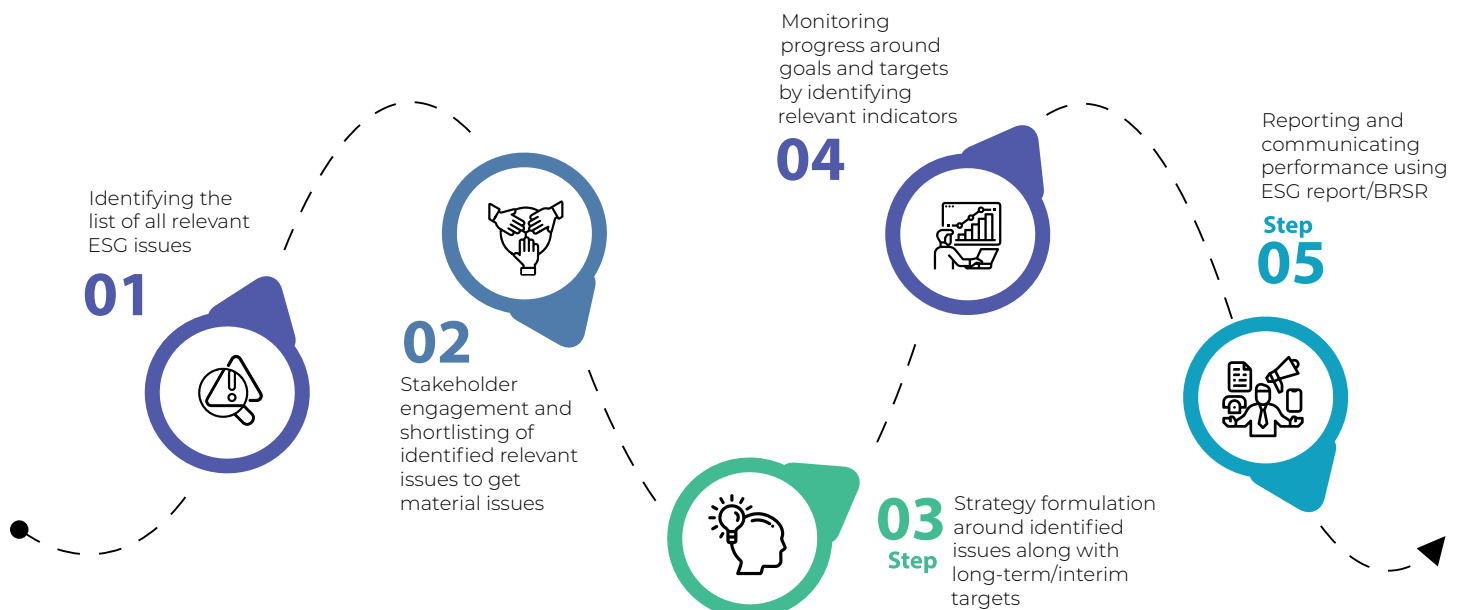 Identifying the
list of all relevant
ESG issues
01
02
Stakeholder
engagement and
shortlisting of
identified relevant
issues to get
material issues
03
Step
Strategy formulation
around identified
issues along with
long-term/interim
targets
Monitoring
progress around
goals and targets
by identifying
relevant indicators
04
Reporting and
communicating
performance using
ESG report/BRSR
Step
05